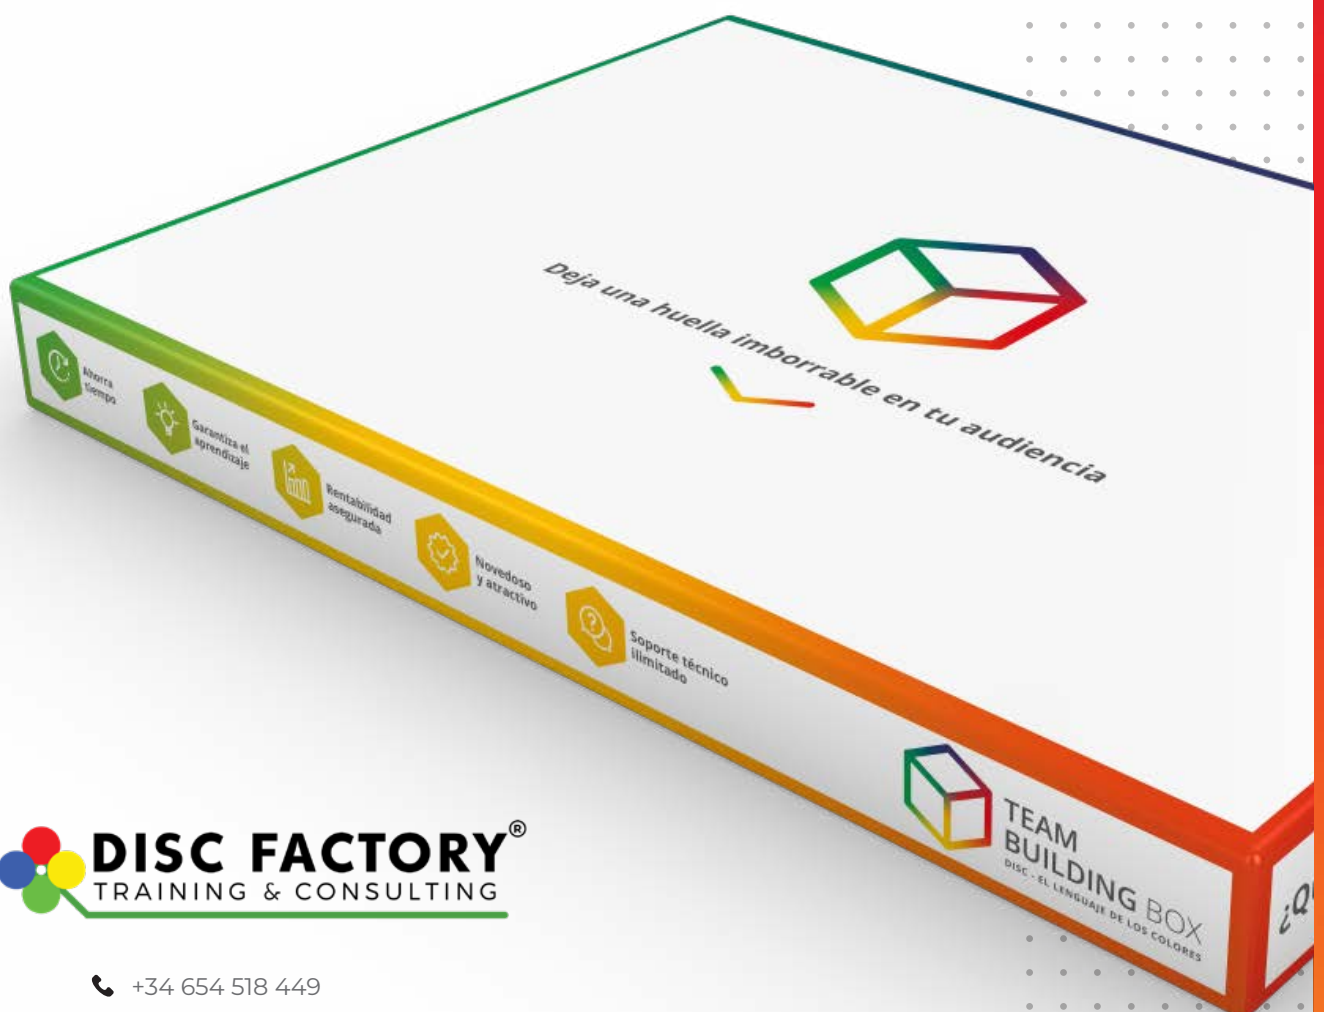 Deja una huella imborrable en tu audiencia
Ahorra
tiempo
Garantiza el
aprendizaje
Rentabilidad
asegurada
Novedoso
y atractivo
Soporte técnico
ilimitado
TEAM
BUILDING BOX
DISC - EL LENGUAJE DE LOS COLORES
DISC FACTORY®
TRAINING & CONSULTING
+34 654 518 449